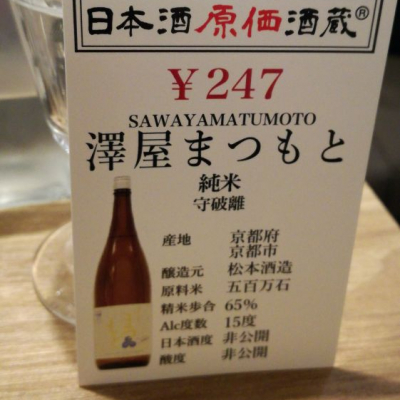 日本酒原価酒蔵®
￥247
SAWAYAMATUMOTO
澤屋まつもと
純米
守破離
産地 京都府
京都市
醸造元 松本酒造
原料米 五百万石
精米歩合 65%
Alc度数 15度
日本酒度 非公開
酸度 非公開